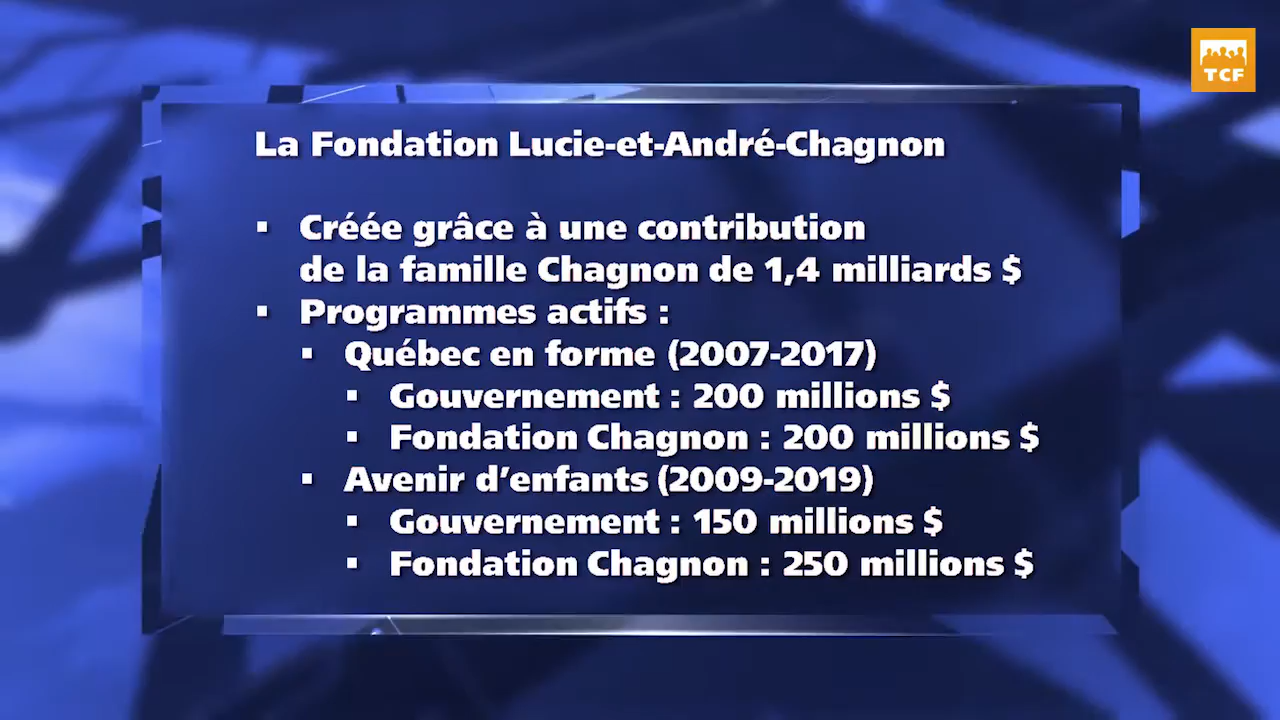 TCF
La Fondation Lucie-et-André-Chagnon
▪ Créée grâce à une contribution
de la famille Chagnon de 1,4 milliards $
▪ Programmes actifs :
▪ Québec en forme (2007-2017)
▪ Gouvernement : 200 millions $
▪ Fondation Chagnon : 200 millions $
▪ Avenir d’enfants (2009-2019)
▪ Gouvernement : 150 millions $
▪ Fondation Chagnon : 250 millions $